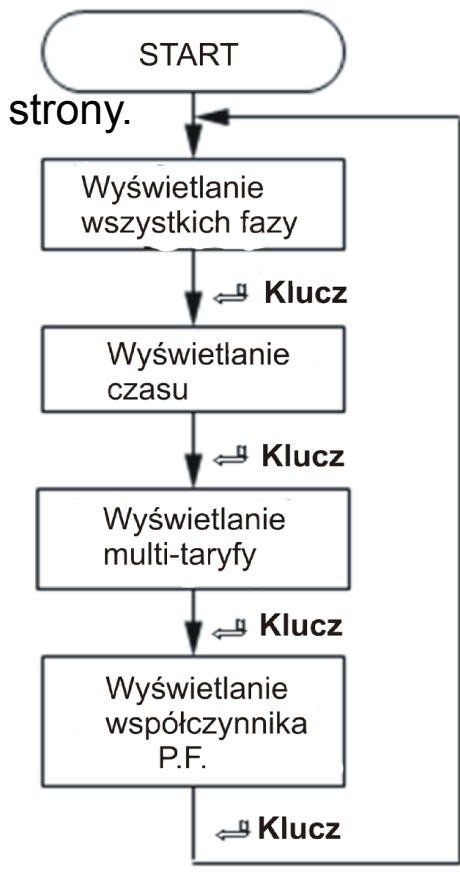 START
strony.
Wyświetlanie
wszystkich fazy
Klucz
Wyświetlanie
czasu
Klucz
Wyświetlanie
multi-taryfy
Klucz
Wyświetlanie
współczynnika
P.F.
Klucz